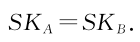 SK_A = SK_B.